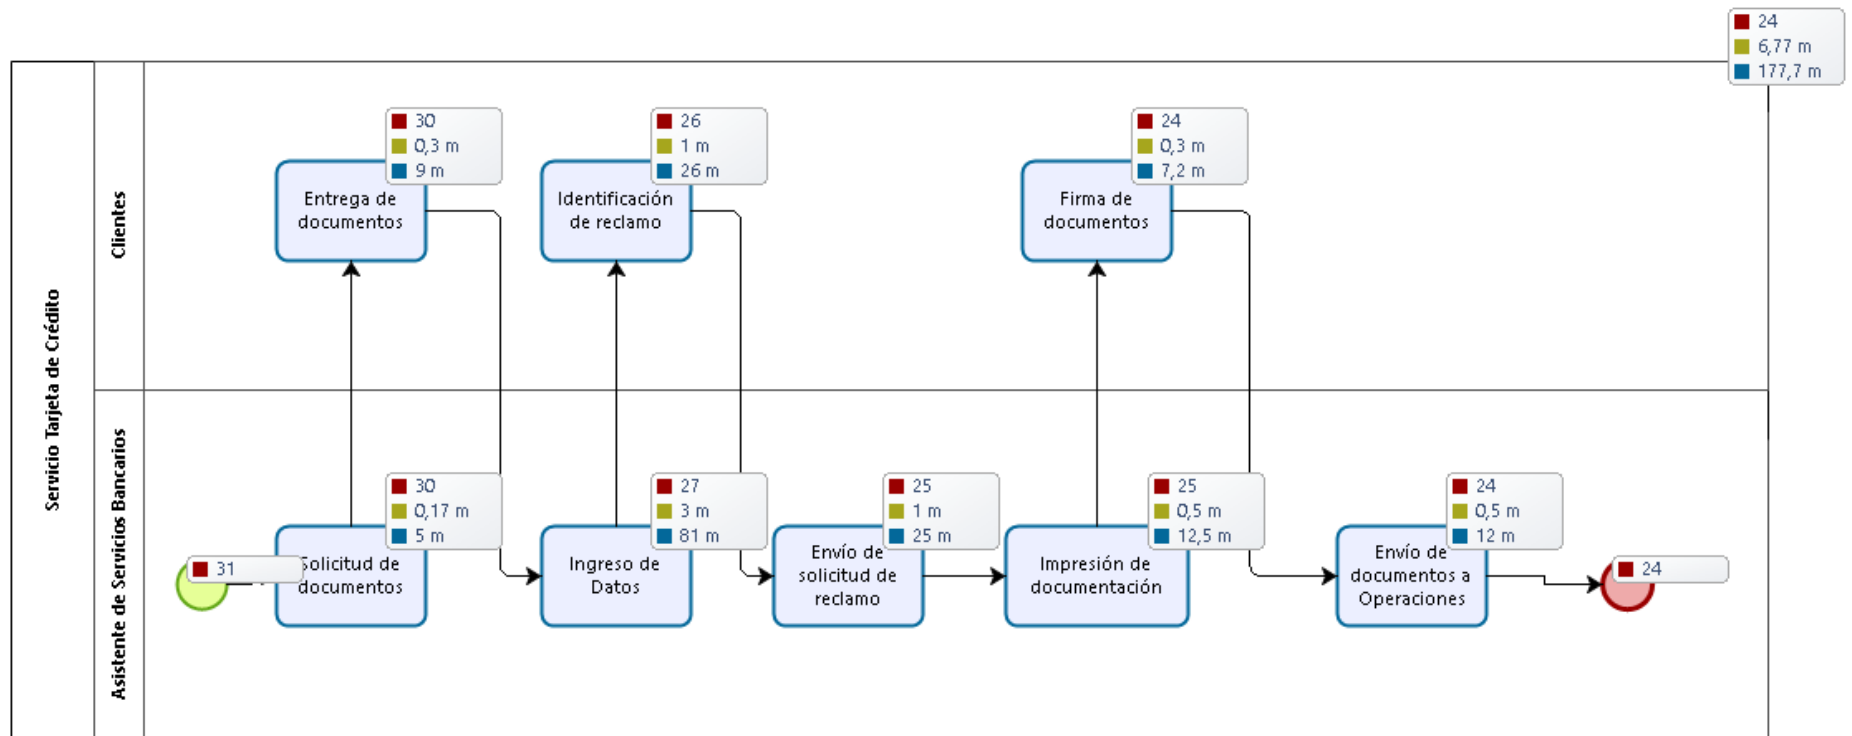 24
6,77 m
177,7 m
Servicio Tarjeta de Crédito
Clientes
30
0,3 m
9 m
Entrega de
documentos
26
1 m
26 m
Identificación
de reclamo
24
0,3 m
7,2 m
Firma de
documentos
Asistente de Servicios Bancarios
31
30
0,17 m
5 m
Solicitud de
documentos
27
3 m
81 m
Ingreso de
Datos
25
1 m
25 m
Envío de
solicitud de
reclamo
25
0,5 m
12,5 m
Impresión de
documentación
24
0,5 m
12 m
Envío de
documentos a
Operaciones
24